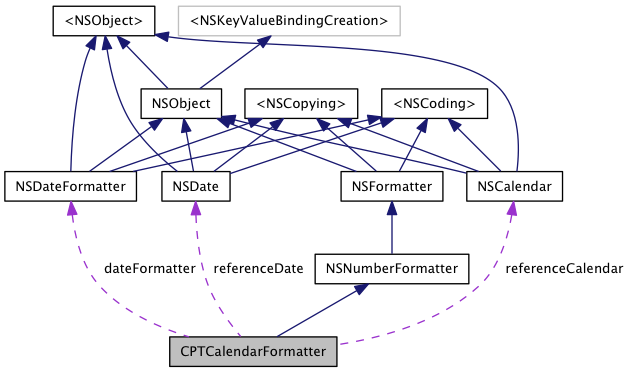 <NSObject>
<NSKeyValueBindingCreation>
NSObject
<NSCopying>
<NSCoding>
NSDateFormatter
NSDate
NSFormatter
NSCalendar
dateFormatter
referenceDate
NSNumberFormatter
referenceCalendar
CPTCalendarFormatter